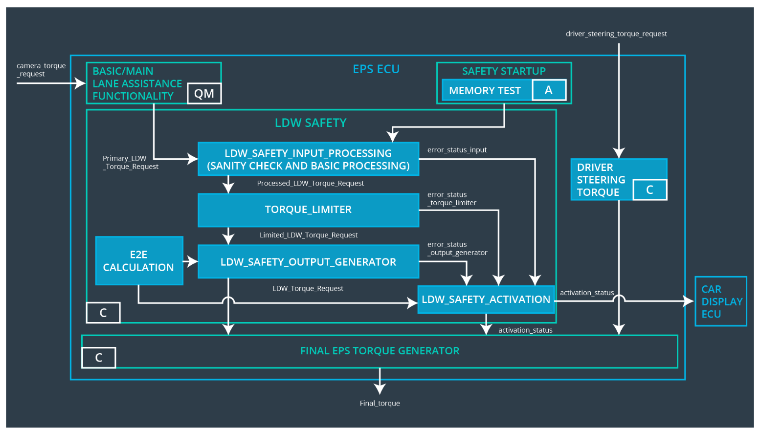 driver_steering_torque_request
camera_torque
_request
EPS ECU
BASIC/MAIN
LANE ASSISTANCE
FUNCTIONALITY
QM
SAFETY STARTUP
MEMORY TEST
A
LDW SAFETY
Primary_LDW
_Torque_Request
LDW_SAFETY_INPUT_PROCESSING
(SANITY CHECK AND BASIC PROCESSING)
error_status_input
DRIVER
STEERING
TORQUE
C
Processed_LDW_Torque_Request
TORQUE_LIMITER
error_status
_torque_limiter
Limited_LDW_Torque_Request
E2E
CALCULATION
LDW_SAFETY_OUTPUT_GENERATOR
error_status
_output_generator
LDW_Torque_Request
LDW_SAFETY_ACTIVATION
activation_status
CAR
DISPLAY
ECU
C
activation_status
C
FINAL EPS TORQUE GENERATOR
Final_torque